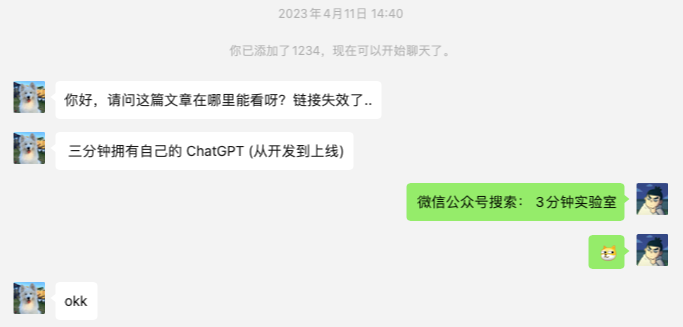 2023年4月11日 14:40
你已添加了1234，现在可以开始聊天了。
你好，请问这篇文章在哪里能看呀？链接失效了..
三分钟拥有自己的 ChatGPT (从开发到上线)
微信公众号搜索： 3分钟实验室
okk